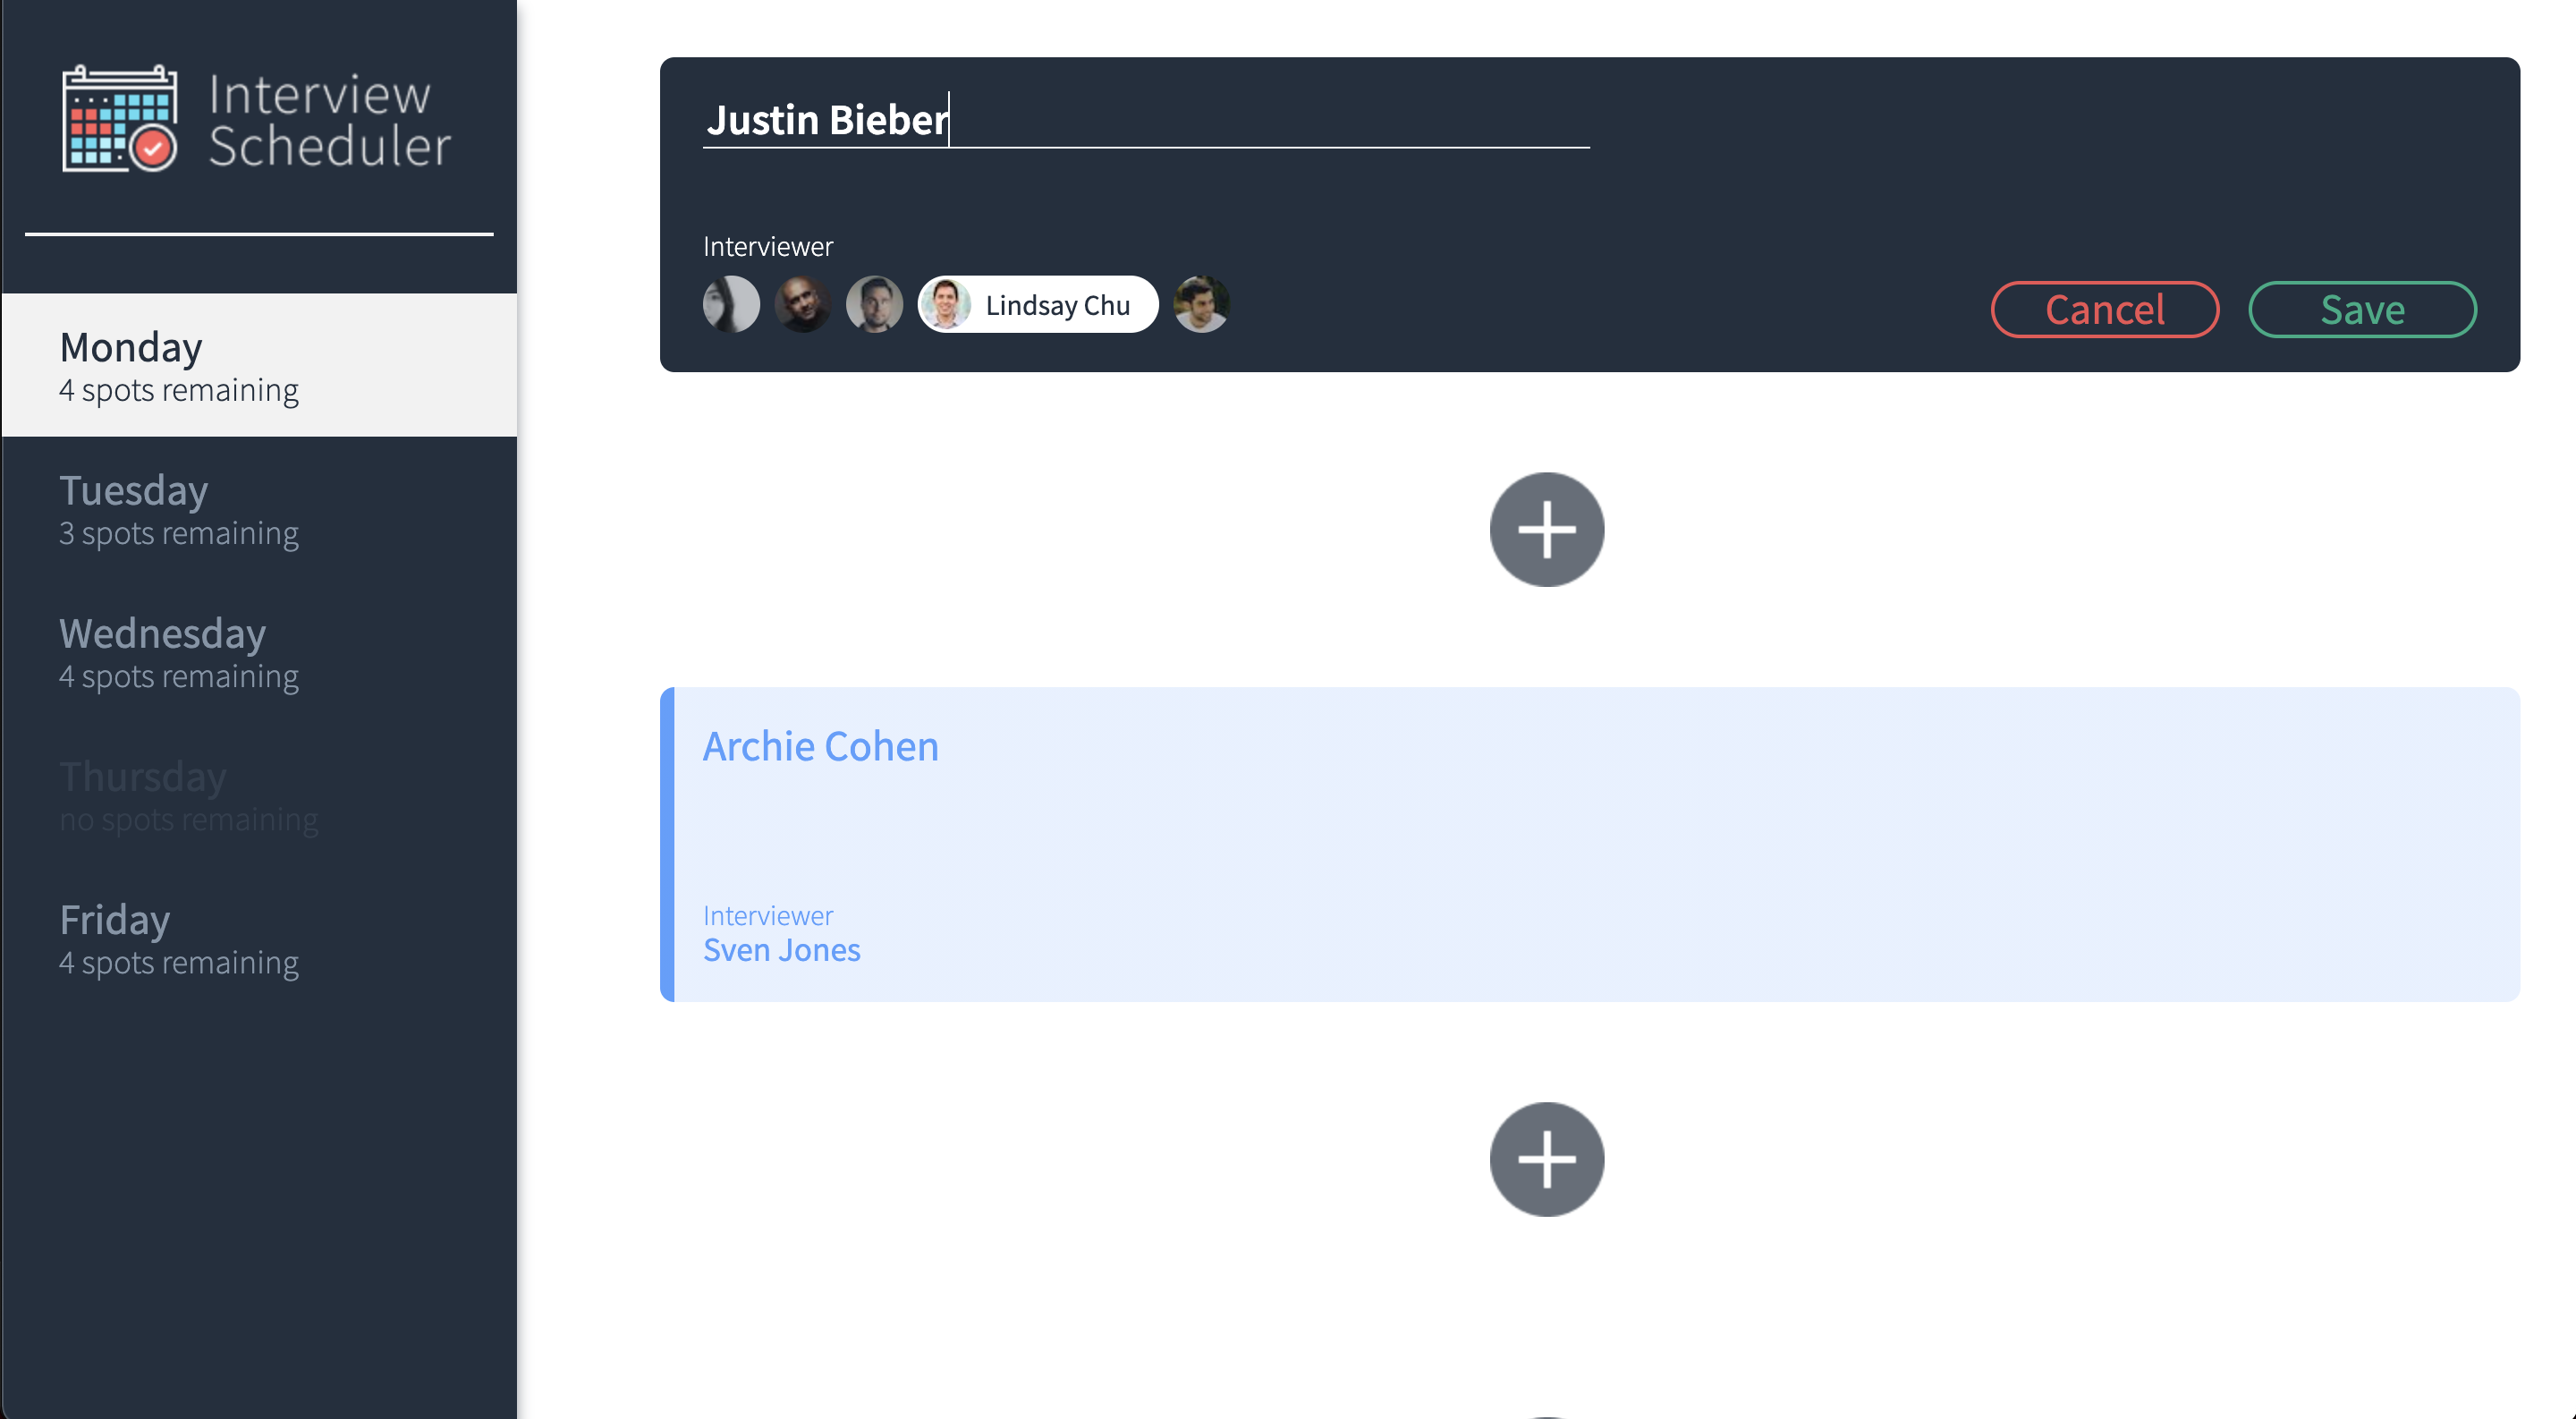 Interview
Scheduler
Monday
4 spots remaining
Tuesday
3 spots remaining
Wednesday
4 spots remaining
Thursday
no spots remaining
Friday
4 spots remaining
Justin Bieber
Interviewer
Lindsay Chu
Cancel
Save
Archie Cohen
Interviewer
Sven Jones